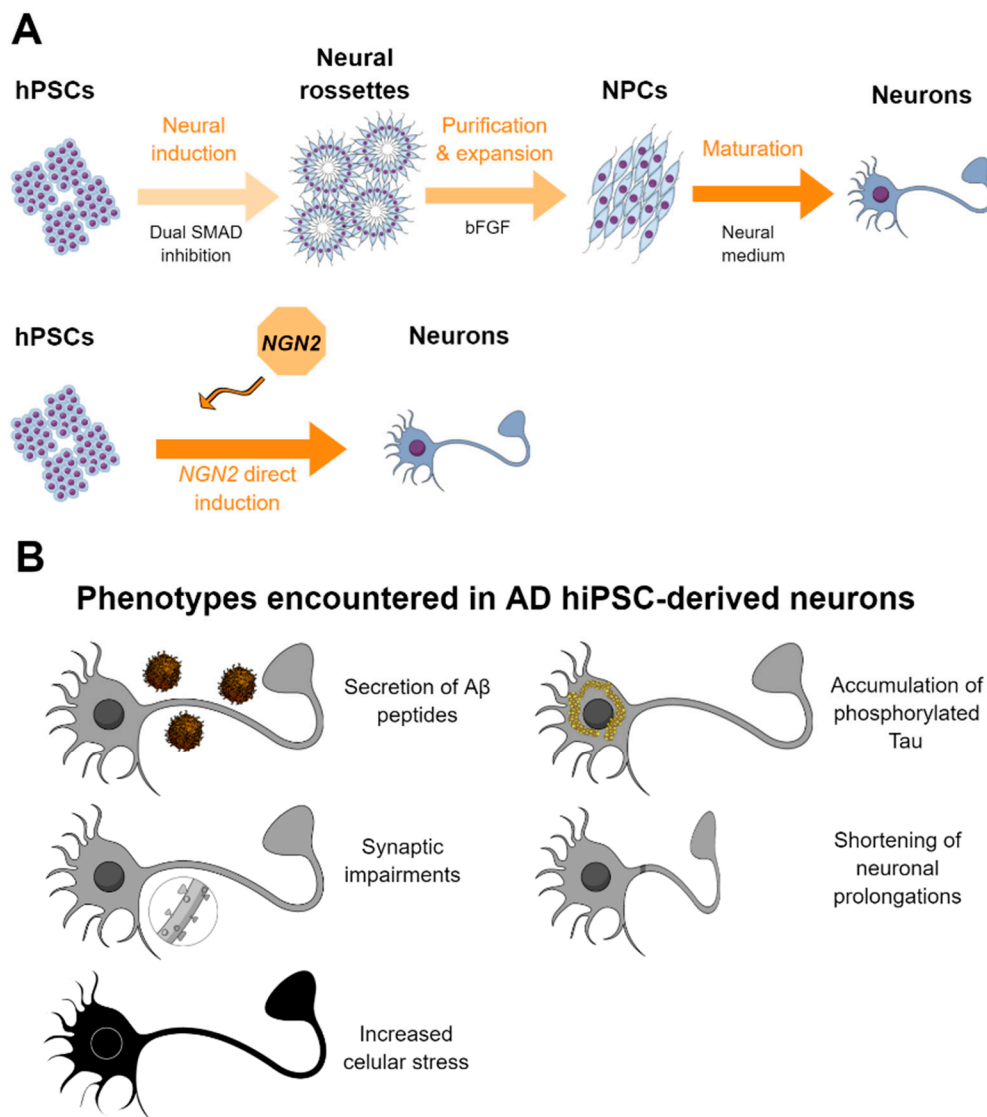 A
hPSCs
Neural
induction
Dual SMAD
inhibition
Neural
rossettes
Purification
& expansion
bFGF
NPCs
Maturation
Neural
medium
Neurons
hPSCs
NGN2
NGN2 direct
induction
Neurons
B
Phenotypes encountered in AD hiPSC-derived neurons
Secretion of Aβ
peptides
Accumulation of
phosphorylated
Tau
Synaptic
impairments
Shortening of
neuronal
prolongations
Increased
celular stress